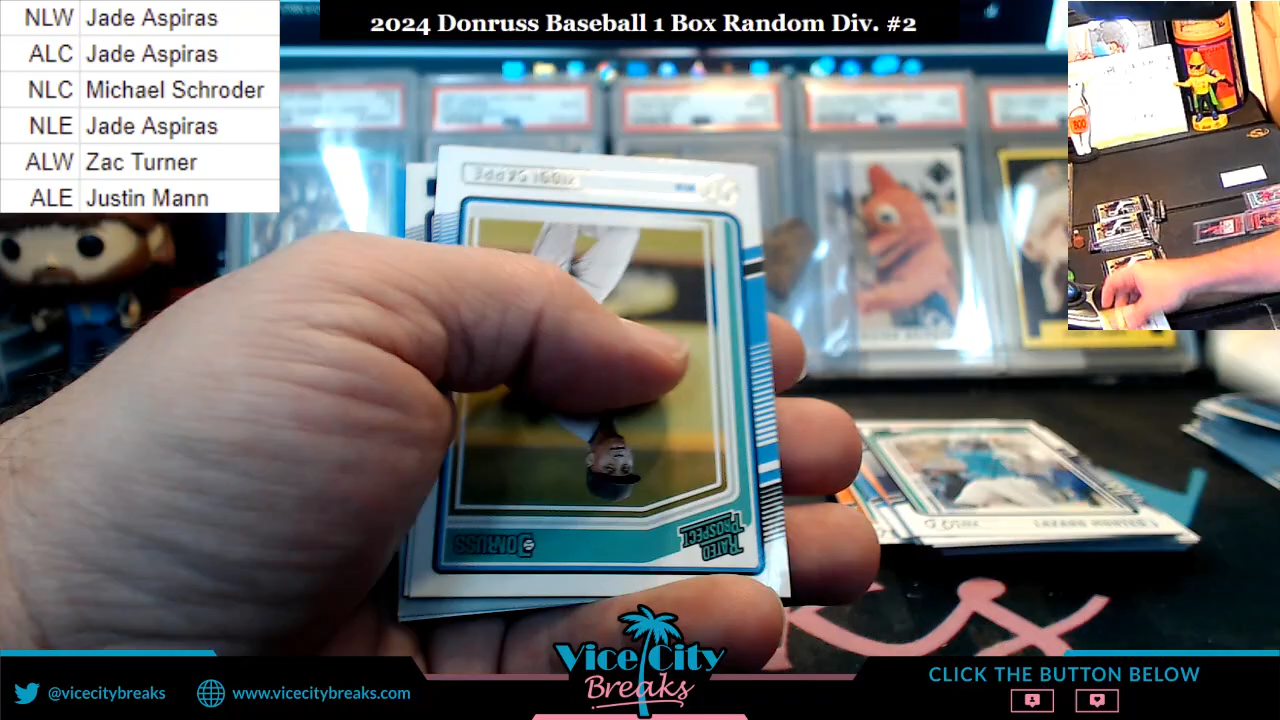 NLW Jade Aspiras
ALC Jade Aspiras
NLC Michael Schroder
NLE Jade Aspiras
ALW Zac Turner
ALE Justin Mann
2024 Donruss Baseball 1 Box Random Div. #2
BOO
DONRUSS
RATED
PROSPECT
Vice City
Breaks
@vicecitybreaks
www.vicecitybreaks.com
CLICK THE BUTTON BELOW